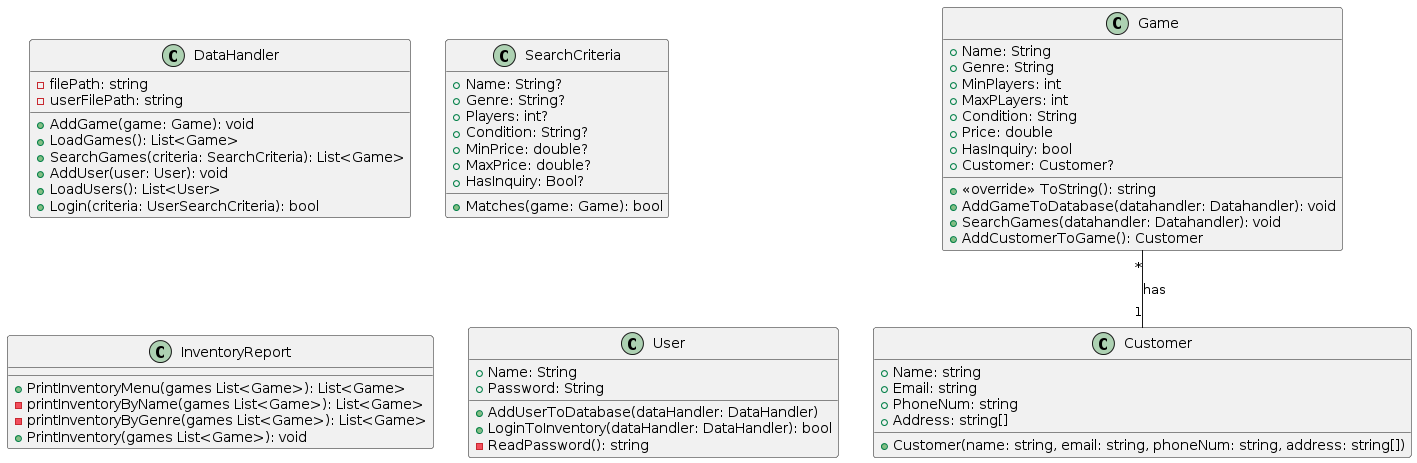 C DataHandler
filePath: string
userFilePath: string
AddGame(game: Game): void
LoadGames(): List<Game>
SearchGames(criteria: SearchCriteria): List<Game>
AddUser(user: User): void
LoadUsers(): List<User>
Login(criteria: UserSearchCriteria): bool
C SearchCriteria
Name: String?
Genre: String?
Players: int?
Condition: String?
MinPrice: double?
MaxPrice: double?
HasInquiry: Bool?
Matches(game: Game): bool
C Game
Name: String
Genre: String
MinPlayers: int
MaxPLayers: int
Condition: String
Price: double
HasInquiry: bool
Customer: Customer?
«override» ToString(): string
AddGameToDatabase(datahandler: Datahandler): void
SearchGames(datahandler: Datahandler): void
AddCustomerToGame(): Customer
*
has
1
C InventoryReport
PrintInventoryMenu(games List<Game>): List<Game>
printInventoryByName(games List<Game>): List<Game>
printInventoryByGenre(games List<Game>): List<Game>
PrintInventory(games List<Game>): void
C User
Name: String
Password: String
AddUserToDatabase(dataHandler: DataHandler)
LoginToInventory(dataHandler: DataHandler): bool
ReadPassword(): string
C Customer
Name: string
Email: string
PhoneNum: string
Address: string[]
Customer(name: string, email: string, phoneNum: string, address: string[])